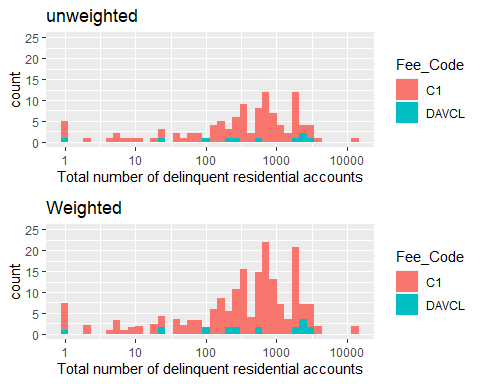 unweighted
25
20
15
10
5
0
count
1 10 100 1000 10000
Total number of delinquent residential accounts
Fee_Code
C1
DAVCL
Weighted
25
20
15
10
5
0
count
1 10 100 1000 10000
Total number of delinquent residential accounts
Fee_Code
C1
DAVCL